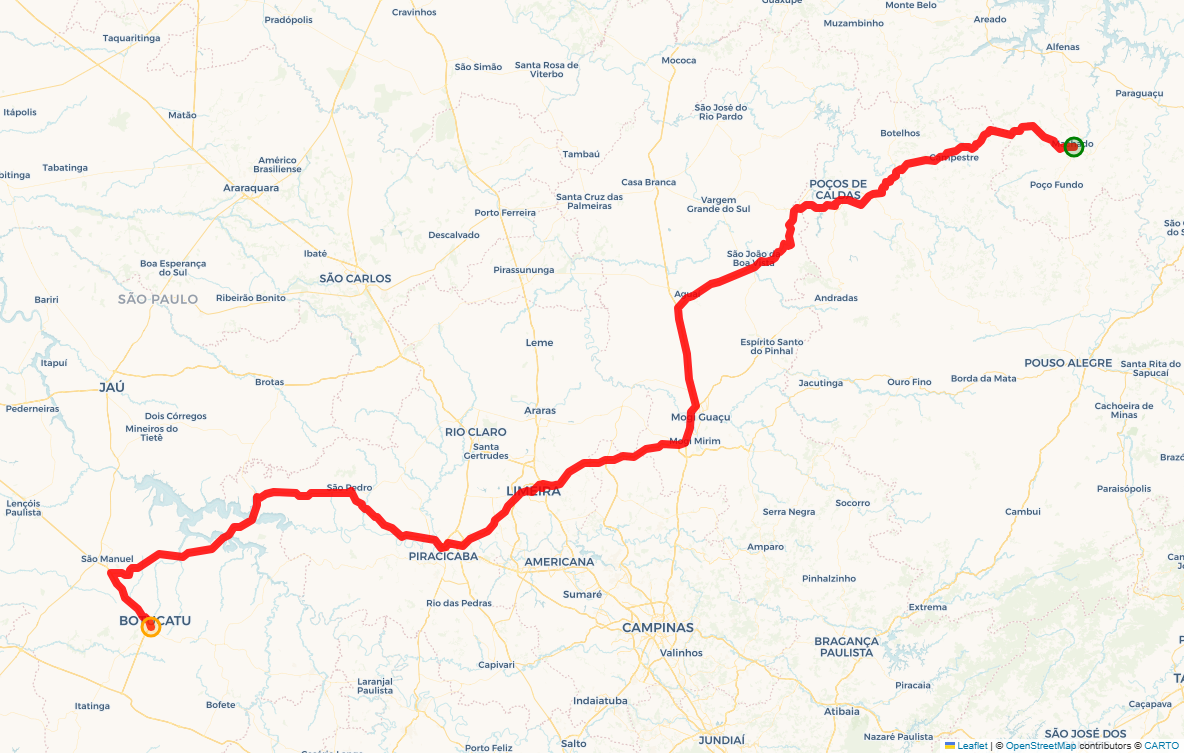 Guaxupé
Monte Belo
Cravinhos
Pradópolis
Muzambinho
Areado
Taquaritinga
Alfenas
Mococa
São Simão
Santa Rosa de
Viterbo
Paraguaçu
São José do
Rio Pardo
Itápolis
Matão
Botelhos
Machado
Tambaú
Campestre
Américo
Brasiliense
Tabatinga
Ibitinga
Casa Branca
Araraquara
POÇOS DE
CALDAS
Poço Fundo
Santa Cruz das
Palmeiras
Vargem
Grande do Sul
Porto Ferreira
Descalvado
São João da
Boa Vista
Ibaté
Boa Esperança
do Sul
Pirassununga
SÃO CARLOS
SÃO PAULO
Ribeirão Bonito
Bariri
Aguaí
Andradas
Leme
Espírito Santo
do Pinhal
Itapuí
POUSO ALEGRE
Santa Rita do
Sapucaí
JAÚ
Brotas
Jacutinga
Ouro Fino
Borda da Mata
Pederneiras
Dois Córregos
Mineiros do
Tietê
Araras
Mogi Guaçu
Cachoeira de
Minas
RIO CLARO
Santa
Gertrudes
Mogi Mirim
São Pedro
LIMEIRA
Paraisópolis
Lençóis
Paulista
Socorro
Serra Negra
Cambui
São Manuel
PIRACICABA
AMERICANA
Amparo
Pinhalzinho
Sumaré
Rio das Pedras
Extrema
BOTUCATU
CAMPINAS
BRAGANÇA
PAULISTA
Valinhos
Capivari
Laranjal
Paulista
Piracaia
Itatinga
Bofete
Indaiatuba
Atibaia
Caçapava
Nazaré Paulista
SÃO JOSÉ DOS
Porto Feliz
Salto
JUNDIAÍ
Leaflet | © OpenStreetMap contributors © CARTO